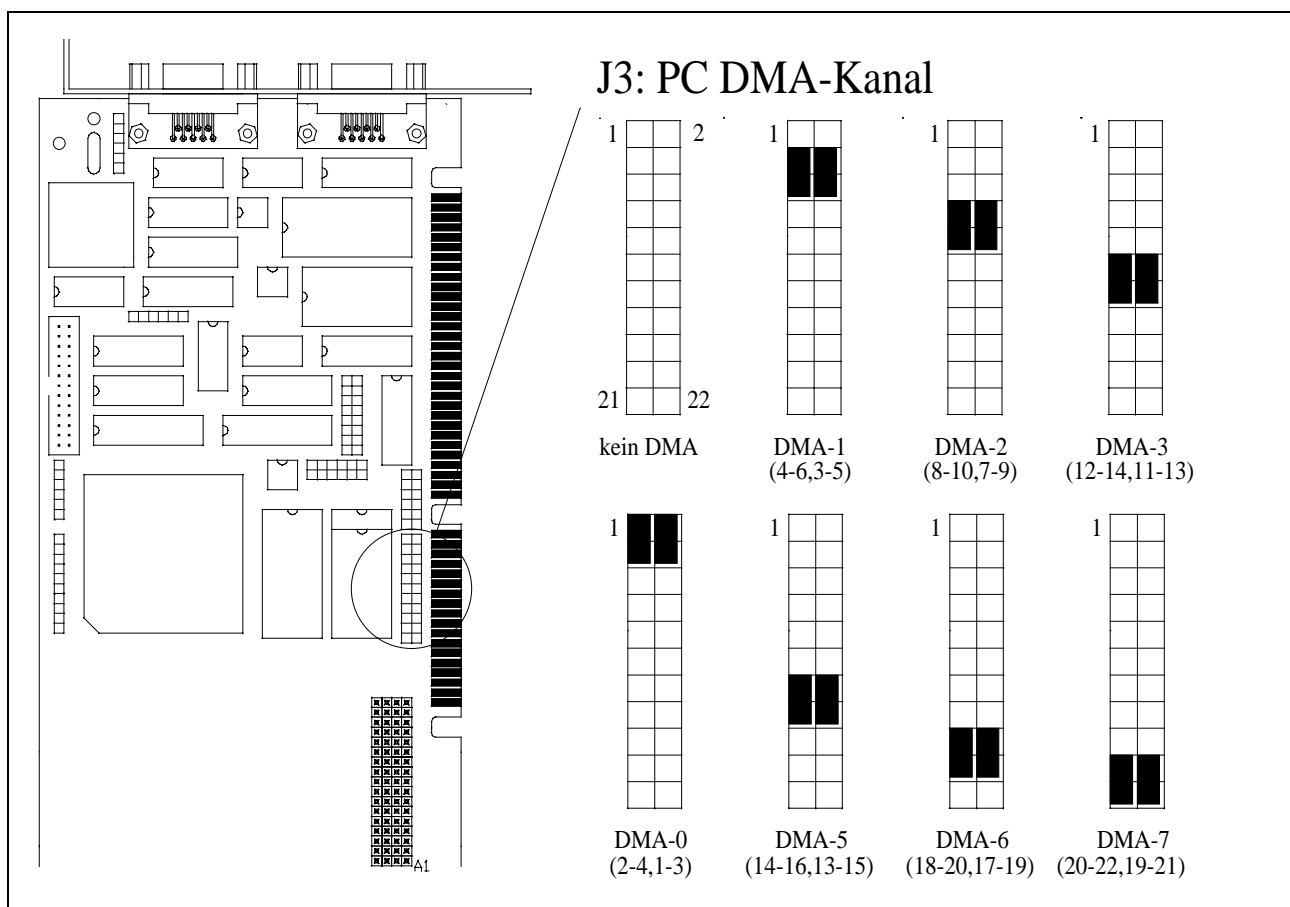 J3: PC DMA-Kanal
1 2
1
1
1
21 22
kein DMA
DMA-1
(4-6,3-5)
DMA-2
(8-10,7-9)
DMA-3
(12-14,11-13)
1
1
1
1
DMA-0
(2-4,1-3)
DMA-5
(14-16,13-15)
DMA-6
(18-20,17-19)
DMA-7
(20-22,19-21)
A1